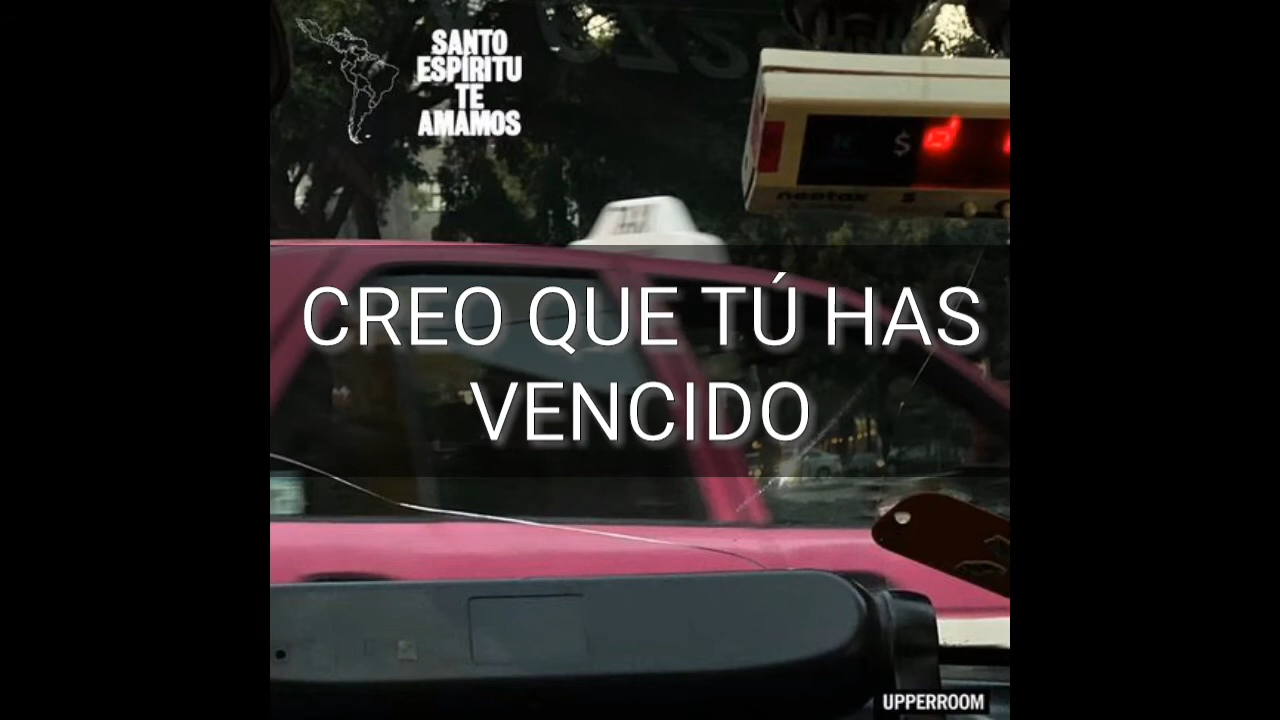 SANTO
ESPÍRITU
TE
AMAMOS
$
CREO QUE TÚ HAS
VENCIDO
UPPERROOM